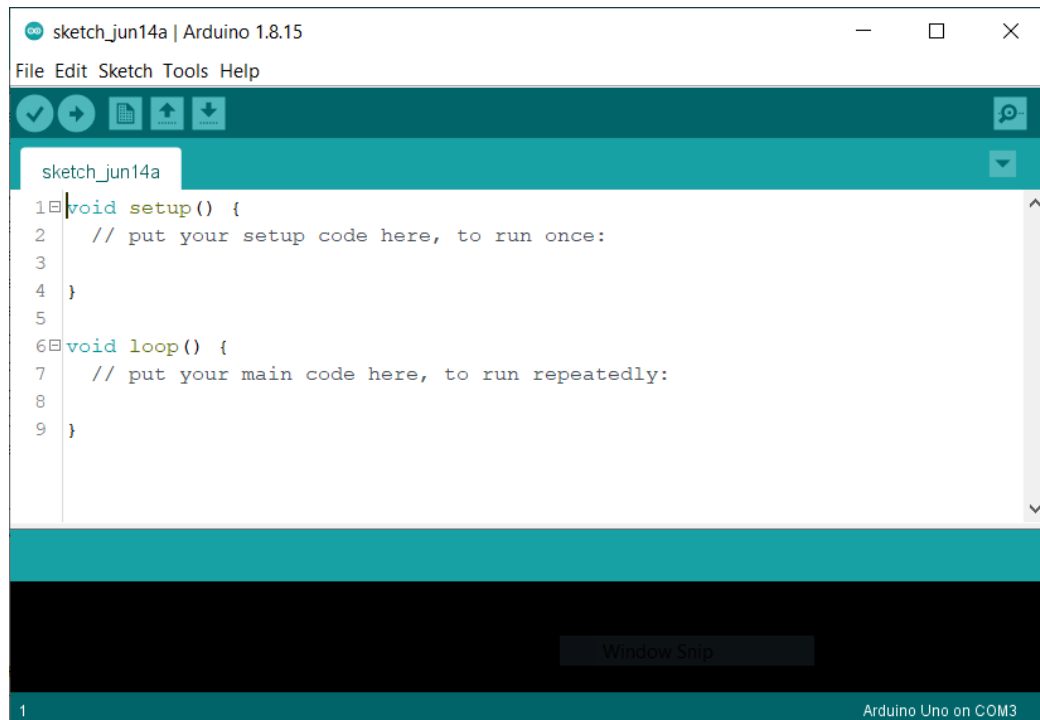 sketch_jun14a | Arduino 1.8.15
File Edit Sketch Tools Help
sketch_jun14a
1 void setup() {
2 // put your setup code here, to run once:
3
4 }
5
6 void loop() {
7 // put your main code here, to run repeatedly:
8
9 }
Window Snip
1 Arduino Uno on COM3